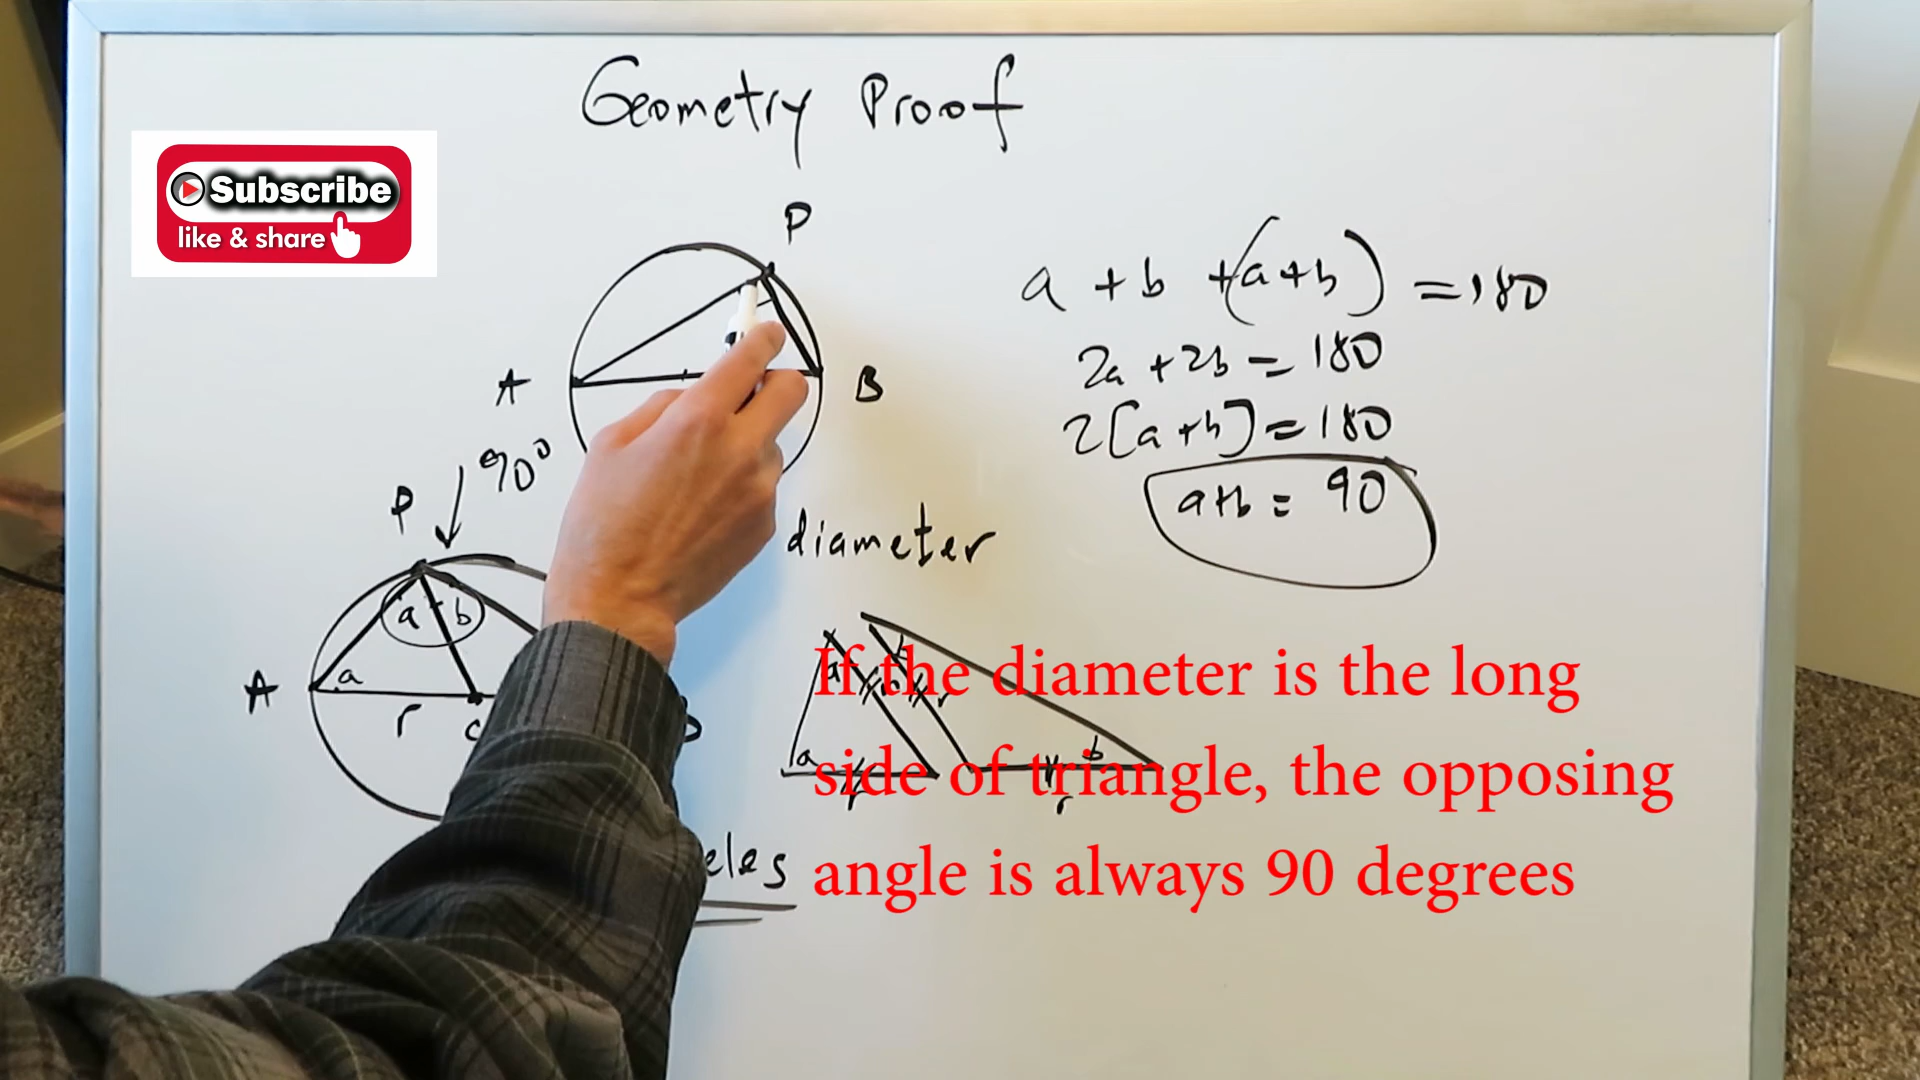 Geometry Proof
Subscribe
like & share
P
A
B
a + b + (a + b) = 180
2a + 2b = 180
2[a + b] = 180
a+b = 90
90°
P
diameter
a b
A
a
r
C
a
b
r
a
b
r
eles
If the diameter is the long
side of triangle, the opposing
angle is always 90 degrees